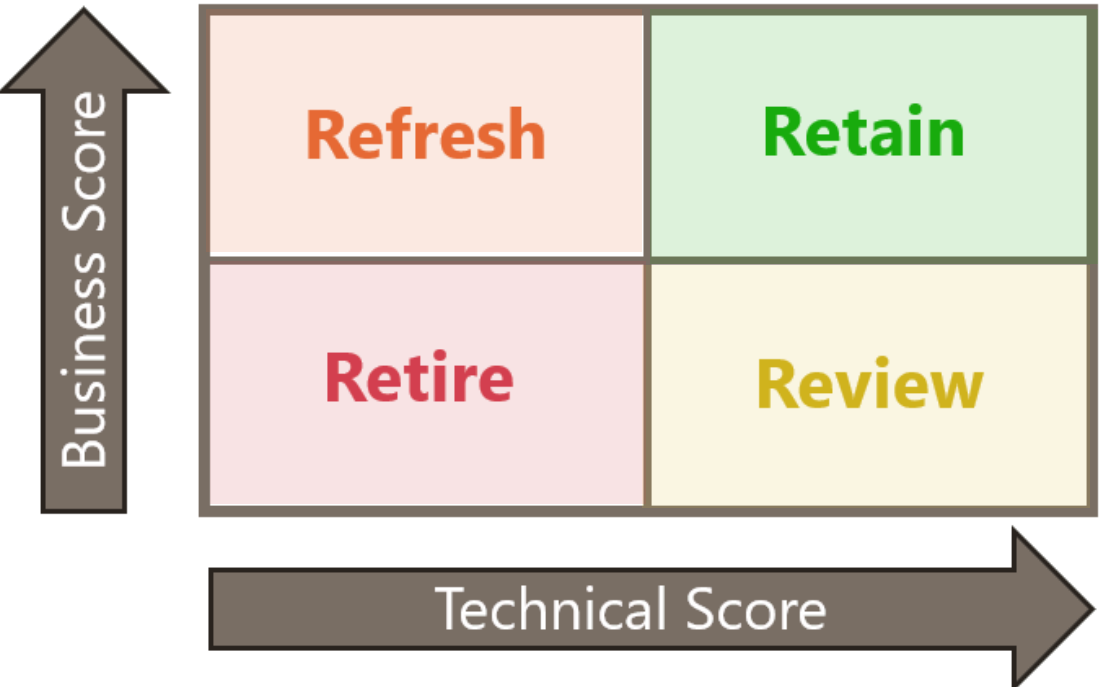 Business Score
Refresh
Retain
Retire
Review
Technical Score